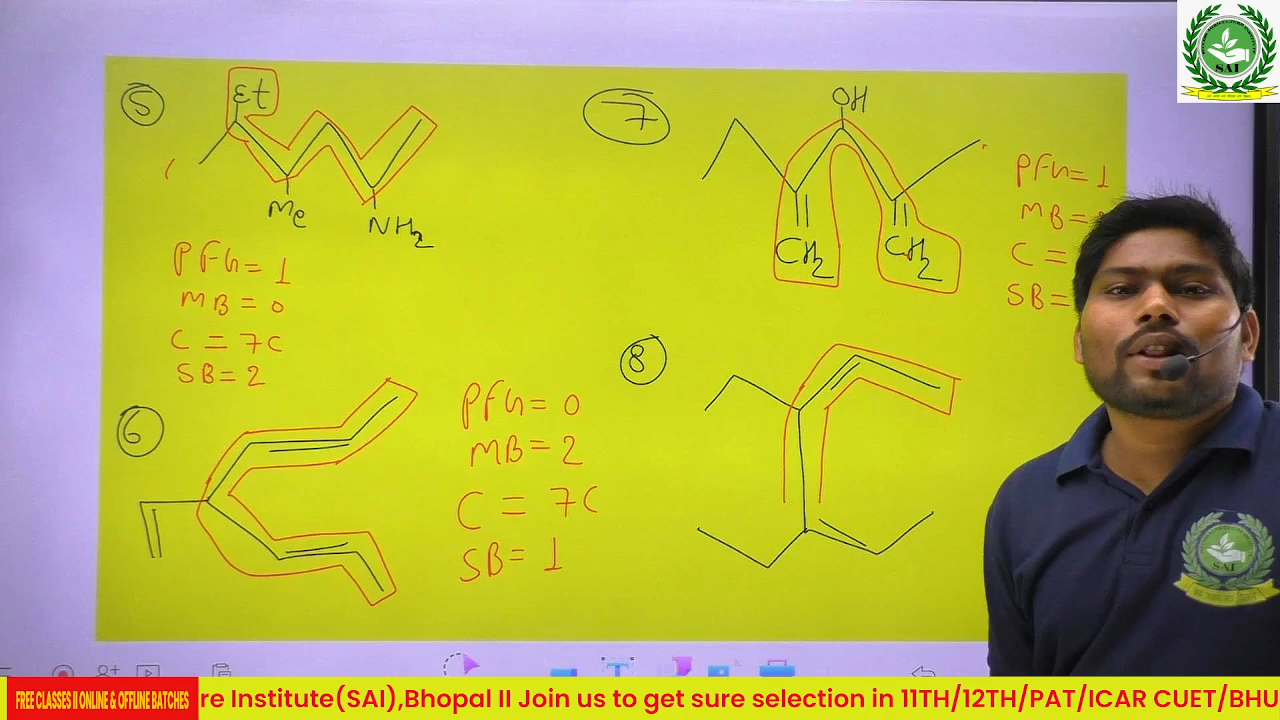 5
Et
Me
NH2
PFG = 1
MB = 0
C = 7C
SB = 2
6
PFG = 0
MB = 2
C = 7C
SB = 1
7
OH
CH2
CH2
PFG = 1
MB =
C =
SB =
8
SAI
SAI
FREE CLASSES II ONLINE & OFFLINE BATCHES
re Institute(SAI),Bhopal II Join us to get sure selection in 11TH/12TH/PAT/ICAR CUET/BHU